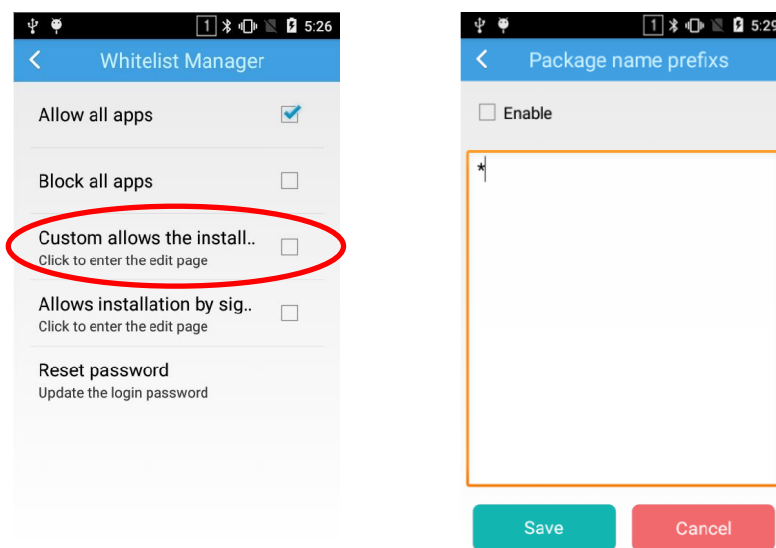 1 5:26
Whitelist Manager
Allow all apps
Block all apps
Custom allows the install..
Click to enter the edit page
Allows installation by sig..
Click to enter the edit page
Reset password
Update the login password
1 5:29
Package name prefixs
Enable
*
Save Cancel